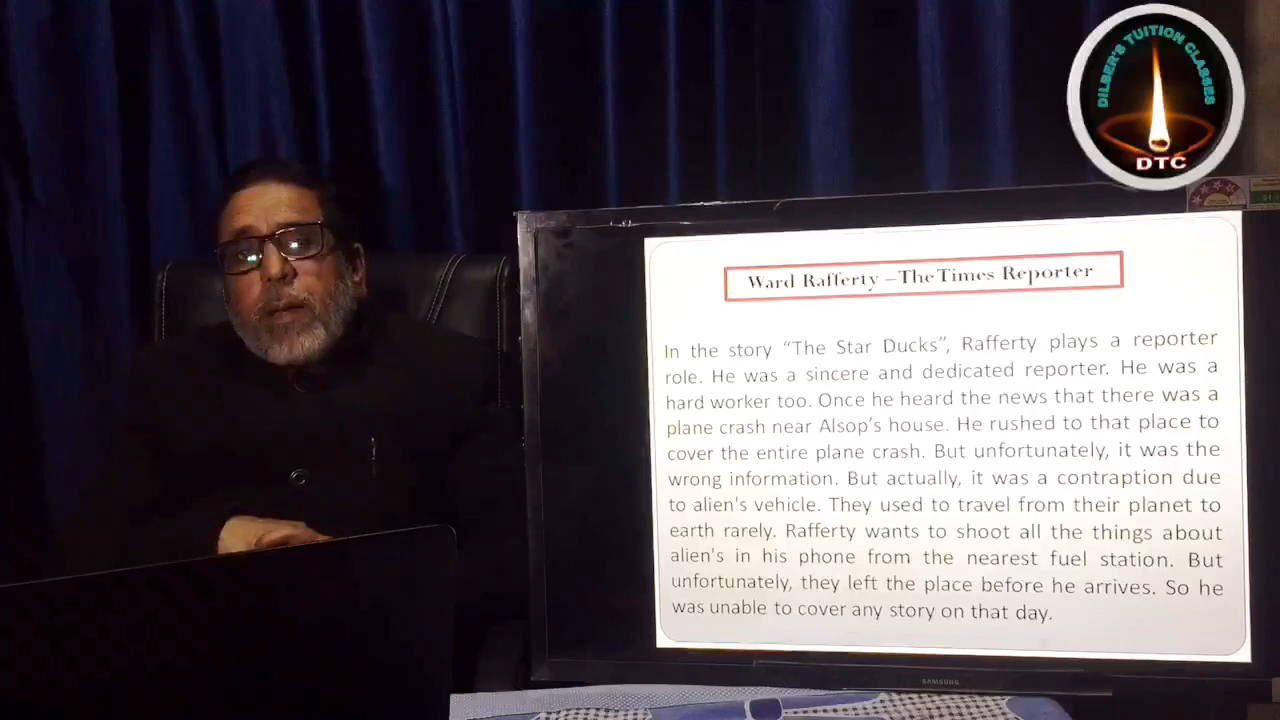 DILBER'S TUITION CLASSES
DTC
Ward Rafferty –The Times Reporter
In the story “The Star Ducks”, Rafferty plays a reporter
role. He was a sincere and dedicated reporter. He was a
hard worker too. Once he heard the news that there was a
plane crash near Alsop’s house. He rushed to that place to
cover the entire plane crash. But unfortunately, it was the
wrong information. But actually, it was a contraption due
to alien's vehicle. They used to travel from their planet to
earth rarely. Rafferty wants to shoot all the things about
alien's in his phone from the nearest fuel station. But
unfortunately, they left the place before he arrives. So he
was unable to cover any story on that day.
SAMSUNG